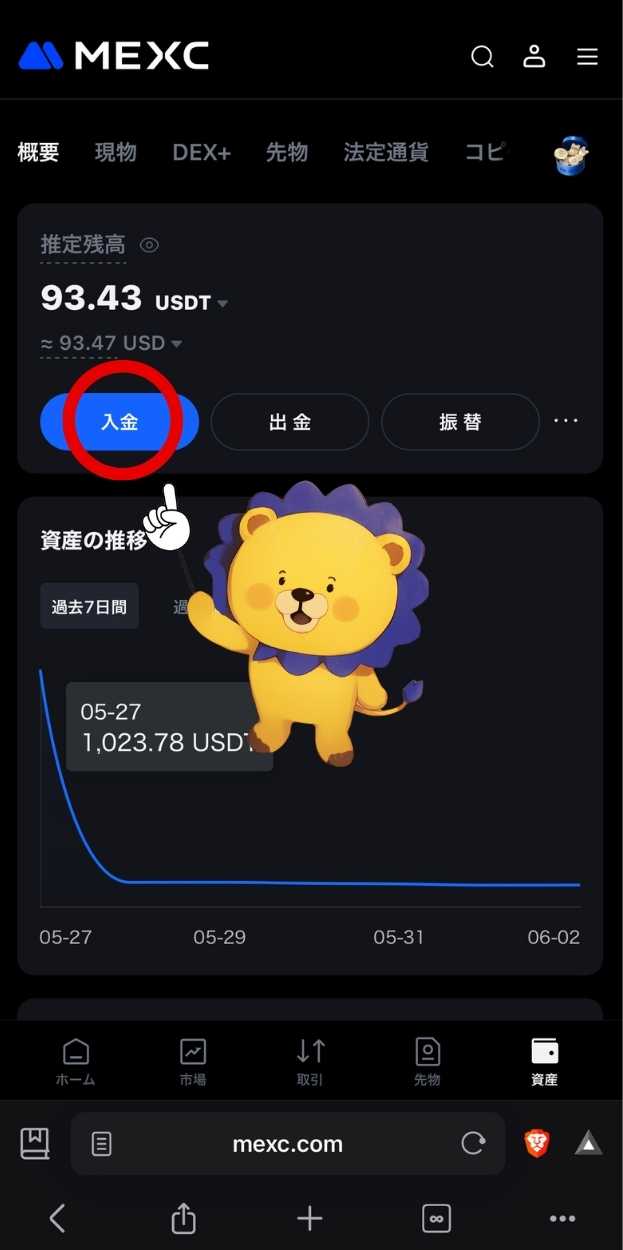 MEXC
概要 現物 DEX+ 先物 法定通貨 コピ
推定残高
93.43 USDT
≈ 93.47 USD
入金 出金 振替
資産の推移
過去7日間 過
05-27
1,023.78 USDT
05-27 05-29 05-31 06-02
ホーム 市場 取引 先物 資産
mexc.com